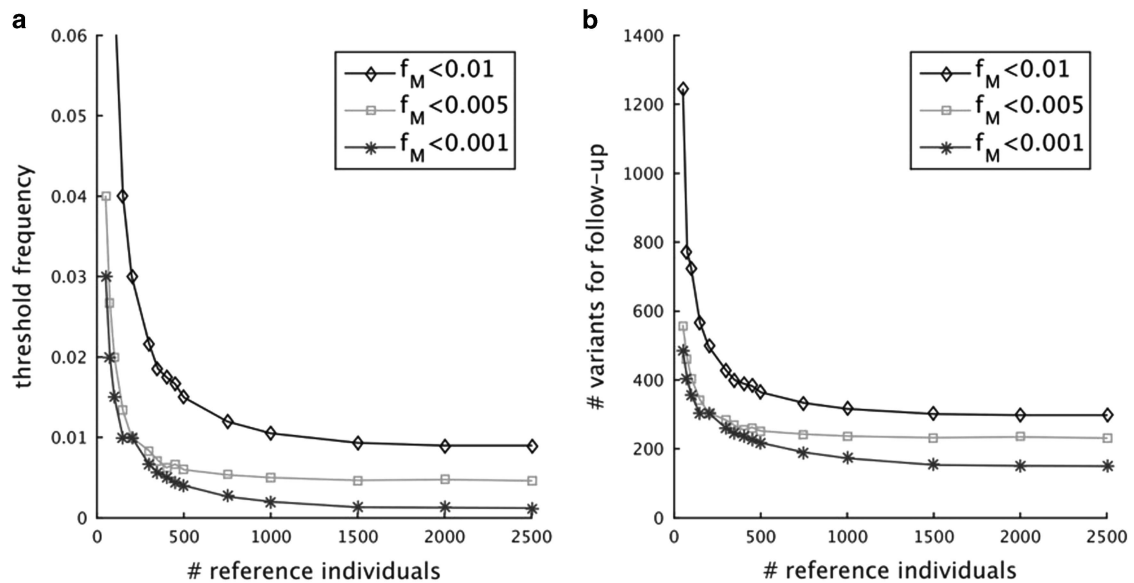 a
0.06
0.05
0.04
0.03
0.02
0.01
0
threshold frequency
f_M<0.01
f_M<0.005
f_M<0.001
0 500 1000 1500 2000 2500
# reference individuals
b
1400
1200
1000
800
600
400
200
0
# variants for follow-up
f_M<0.01
f_M<0.005
f_M<0.001
0 500 1000 1500 2000 2500
# reference individuals